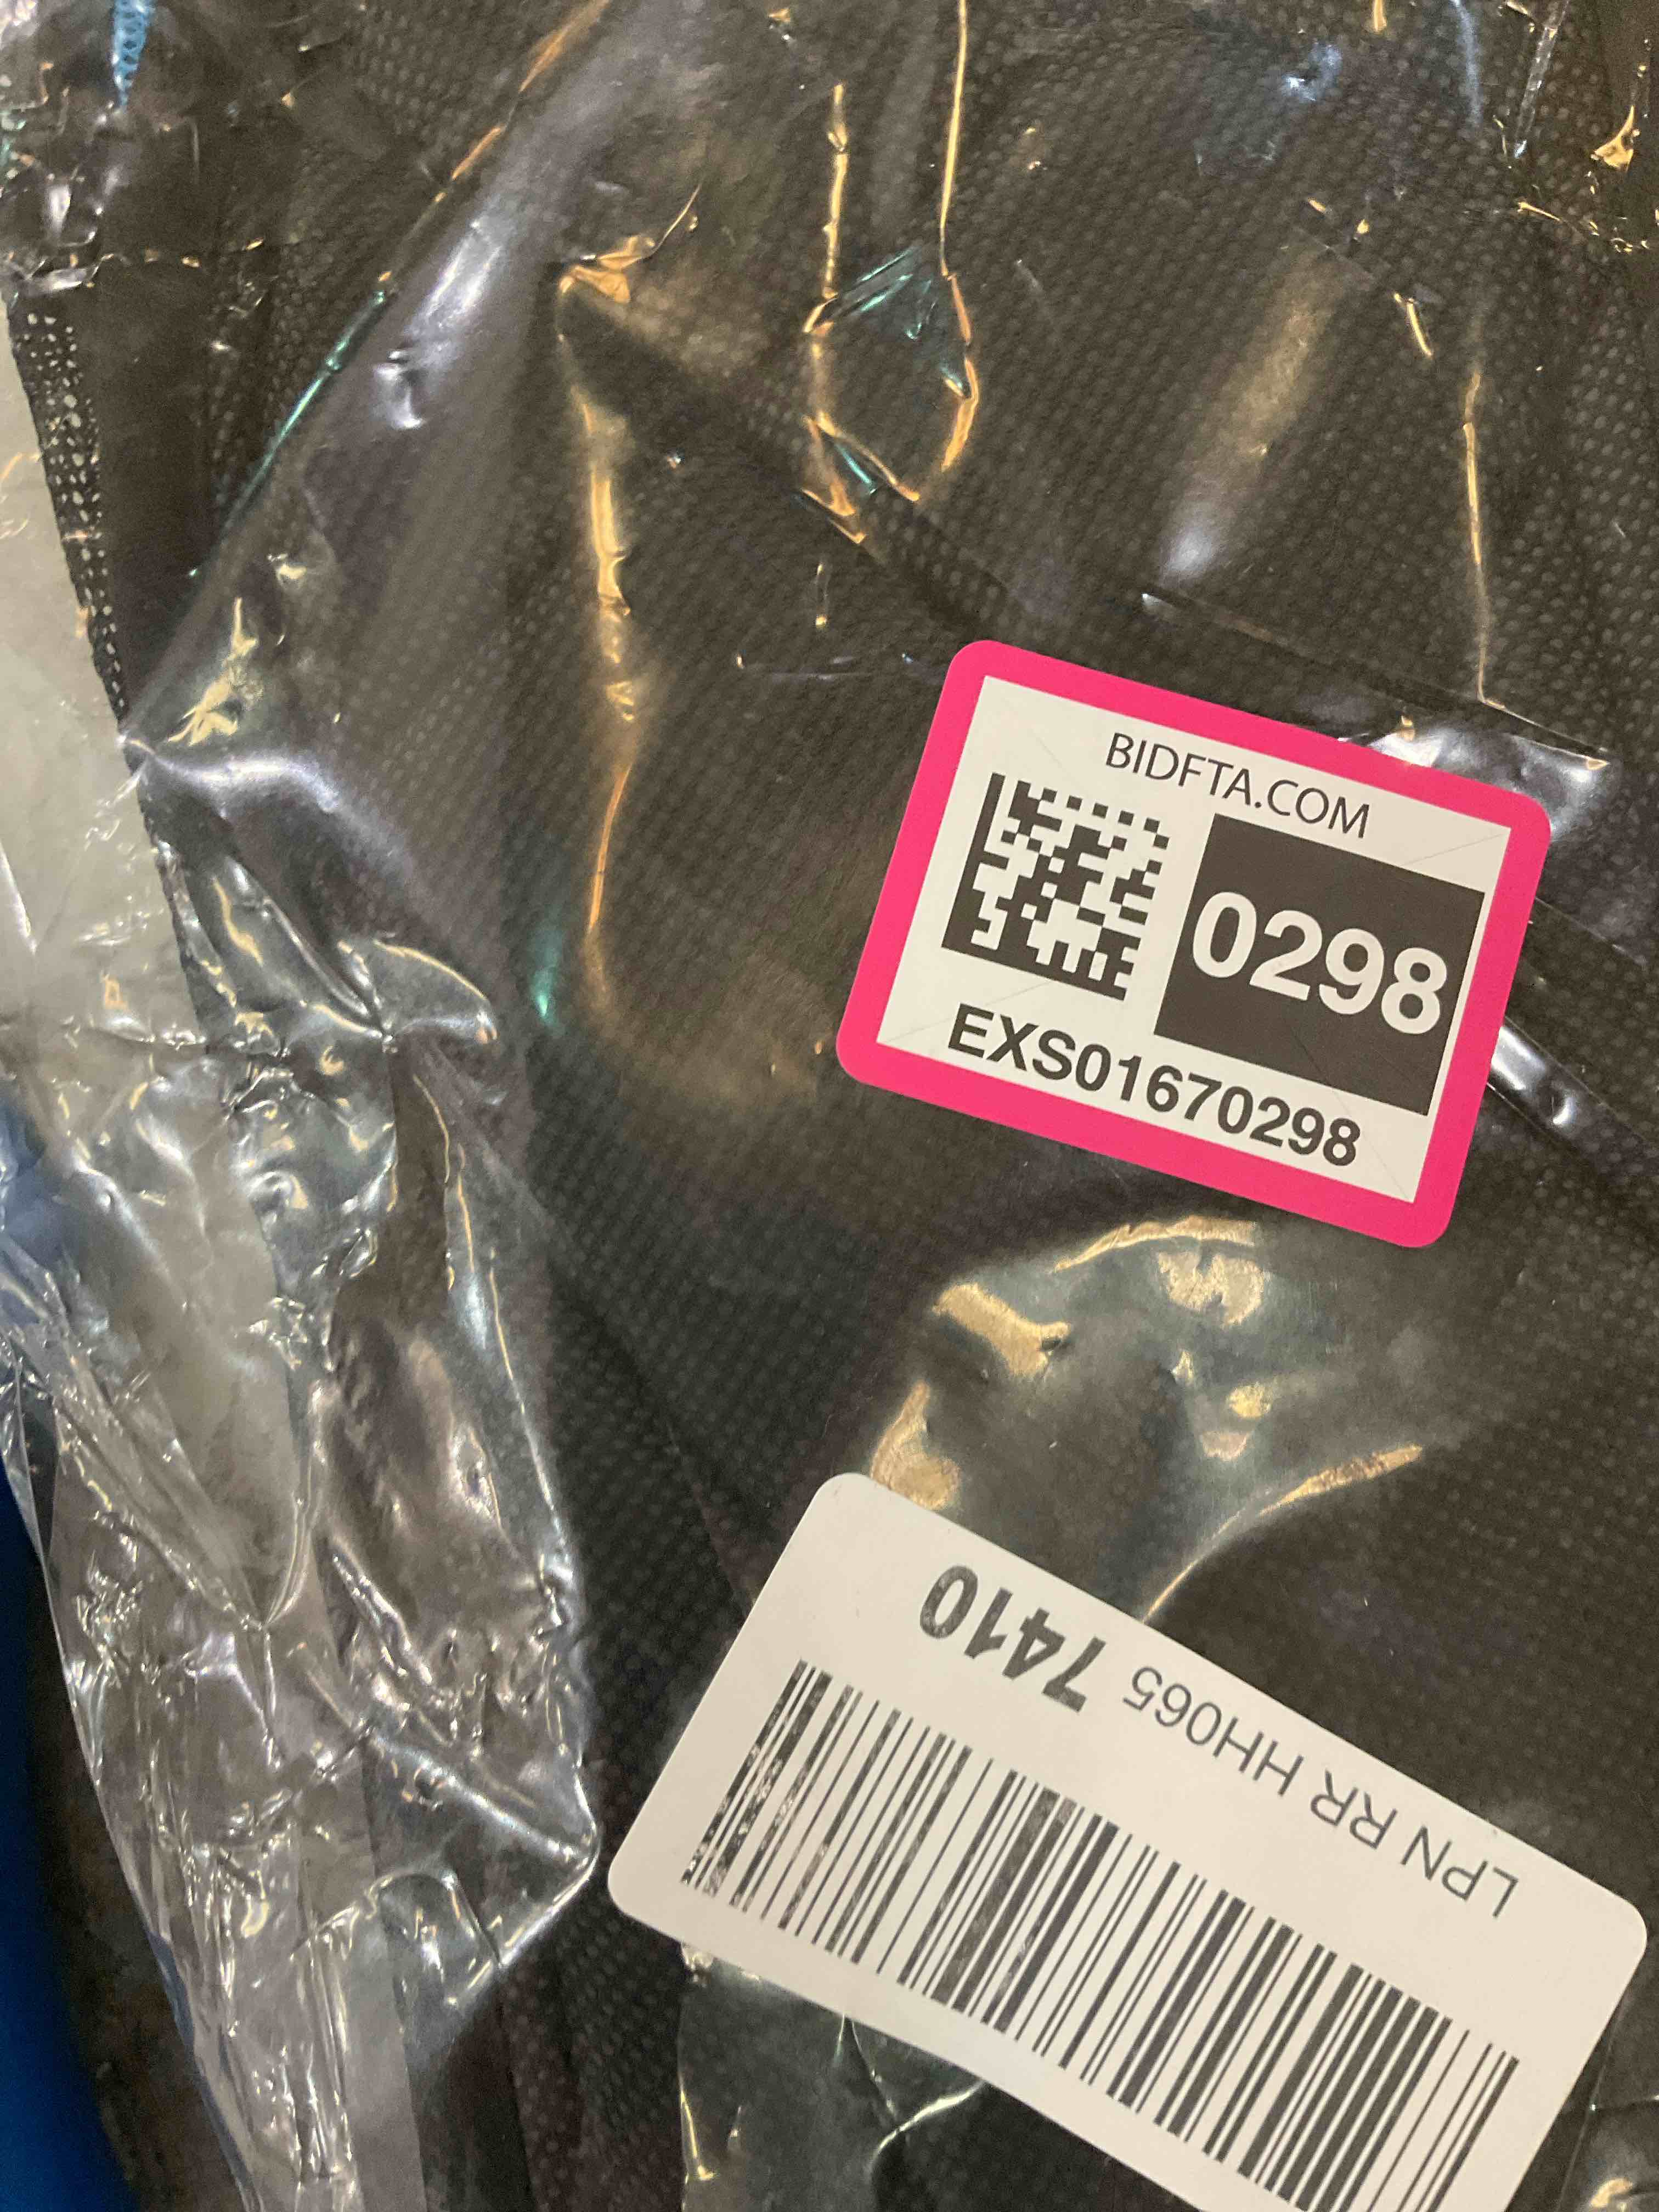 BIDFTA.COM
0298
EXS01670298
LPN RR HH065 7410